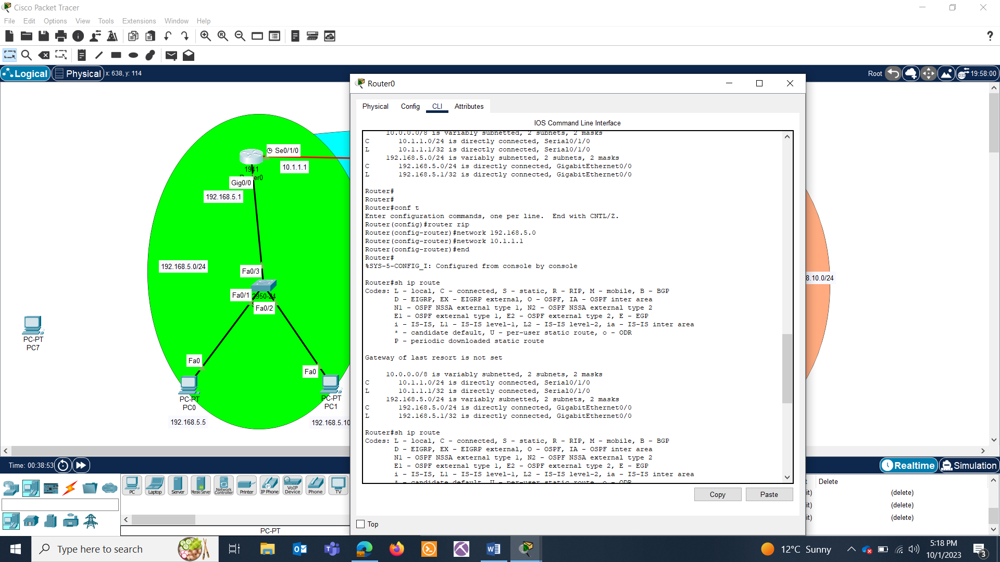 Cisco Packet Tracer
File Edit Options View Tools Extensions Window Help
Logical Physical x: 638, y: 114
Root 19:58:00
Router0
Physical Config CLI Attributes
IOS Command Line Interface
10.0.0.0/8 is variably subnetted, 2 subnets, 2 masks
C 10.1.1.0/24 is directly connected, Serial0/1/0
L 10.1.1.1/32 is directly connected, Serial0/1/0
192.168.5.0/24 is variably subnetted, 2 subnets, 2 masks
C 192.168.5.0/24 is directly connected, GigabitEthernet0/0
L 192.168.5.1/32 is directly connected, GigabitEthernet0/0
Router#
Router#
Router#conf t
Enter configuration commands, one per line. End with CNTL/Z.
Router(config)#router rip
Router(config-router)#network 192.168.5.0
Router(config-router)#network 10.1.1.1
Router(config-router)#end
Router#
%SYS-5-CONFIG_I: Configured from console by console
Router#sh ip route
Codes: L - local, C - connected, S - static, R - RIP, M - mobile, B - BGP
D - EIGRP, EX - EIGRP external, O - OSPF, IA - OSPF inter area
N1 - OSPF NSSA external type 1, N2 - OSPF NSSA external type 2
E1 - OSPF external type 1, E2 - OSPF external type 2, E - EGP
i - IS-IS, L1 - IS-IS level-1, L2 - IS-IS level-2, ia - IS-IS inter area
* - candidate default, U - per-user static route, o - ODR
P - periodic downloaded static route
Gateway of last resort is not set
10.0.0.0/8 is variably subnetted, 2 subnets, 2 masks
C 10.1.1.0/24 is directly connected, Serial0/1/0
L 10.1.1.1/32 is directly connected, Serial0/1/0
192.168.5.0/24 is variably subnetted, 2 subnets, 2 masks
C 192.168.5.0/24 is directly connected, GigabitEthernet0/0
L 192.168.5.1/32 is directly connected, GigabitEthernet0/0
Router#sh ip route
Codes: L - local, C - connected, S - static, R - RIP, M - mobile, B - BGP
D - EIGRP, EX - EIGRP external, O - OSPF, IA - OSPF inter area
N1 - OSPF NSSA external type 1, N2 - OSPF NSSA external type 2
E1 - OSPF external type 1, E2 - OSPF external type 2, E - EGP
i - IS-IS, L1 - IS-IS level-1, L2 - IS-IS level-2, ia - IS-IS inter area
* - candidate default, U - per-user static route, o - ODR
Copy Paste
Top
Se0/1/0
10.1.1.1
1941
er0
Gig0/0
192.168.5.1
192.168.5.0/24
Fa0/3
Fa0/1
2950-24
Fa0/2
PC-PT
PC7
Fa0
Fa0
PC-PT
PC0
192.168.5.5
PC-PT
PC1
192.168.5.10
8.10.0/24
Time: 00:38:53
Realtime Simulation
PC Laptop Server Meraki Server Network Controller Printer IP Phone VoIP Device Phone TV
PC-PT
t Delete
it) (delete)
(delete)
it) (delete)
Type here to search
12°C Sunny
5:18 PM
10/1/2023
3